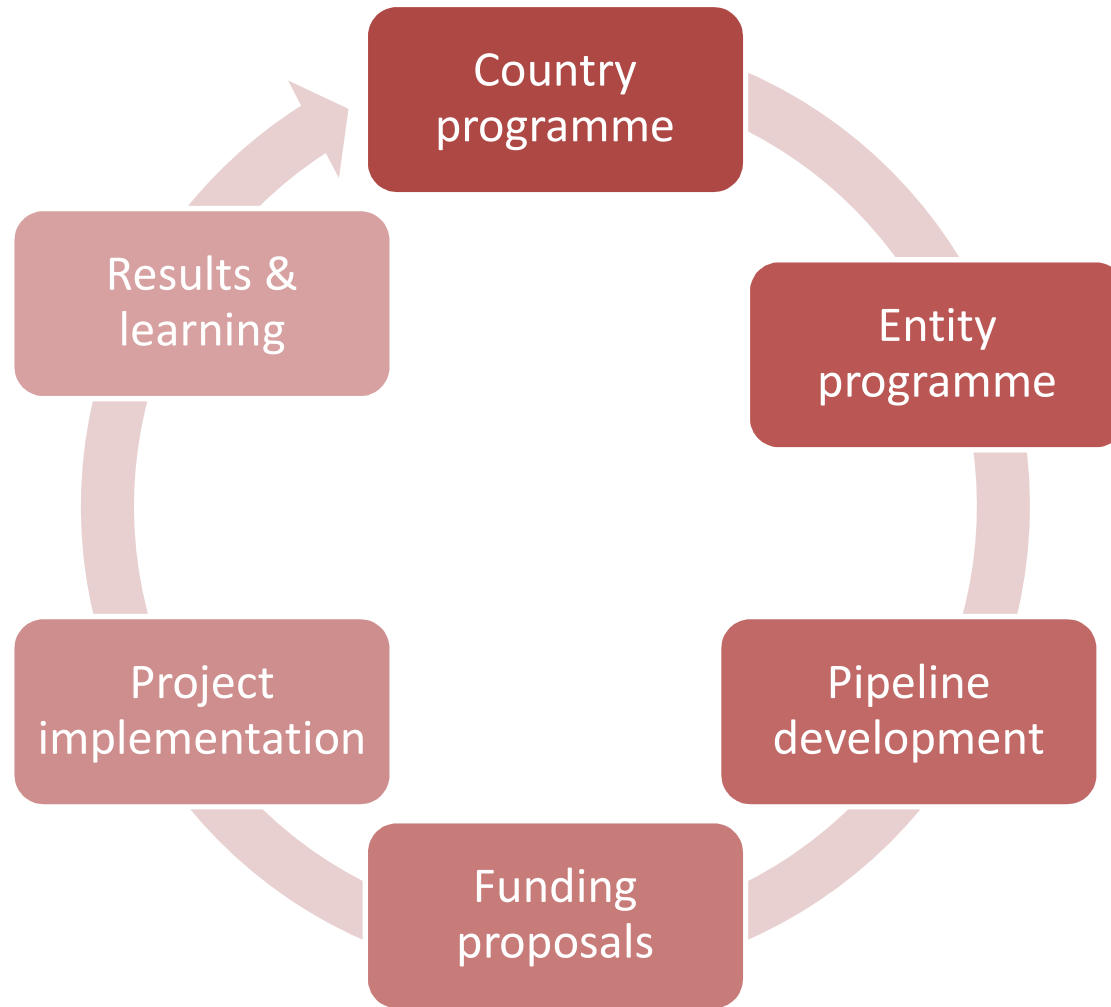 Country
programme
Entity
programme
Pipeline
development
Funding
proposals
Project
implementation
Results &
learning